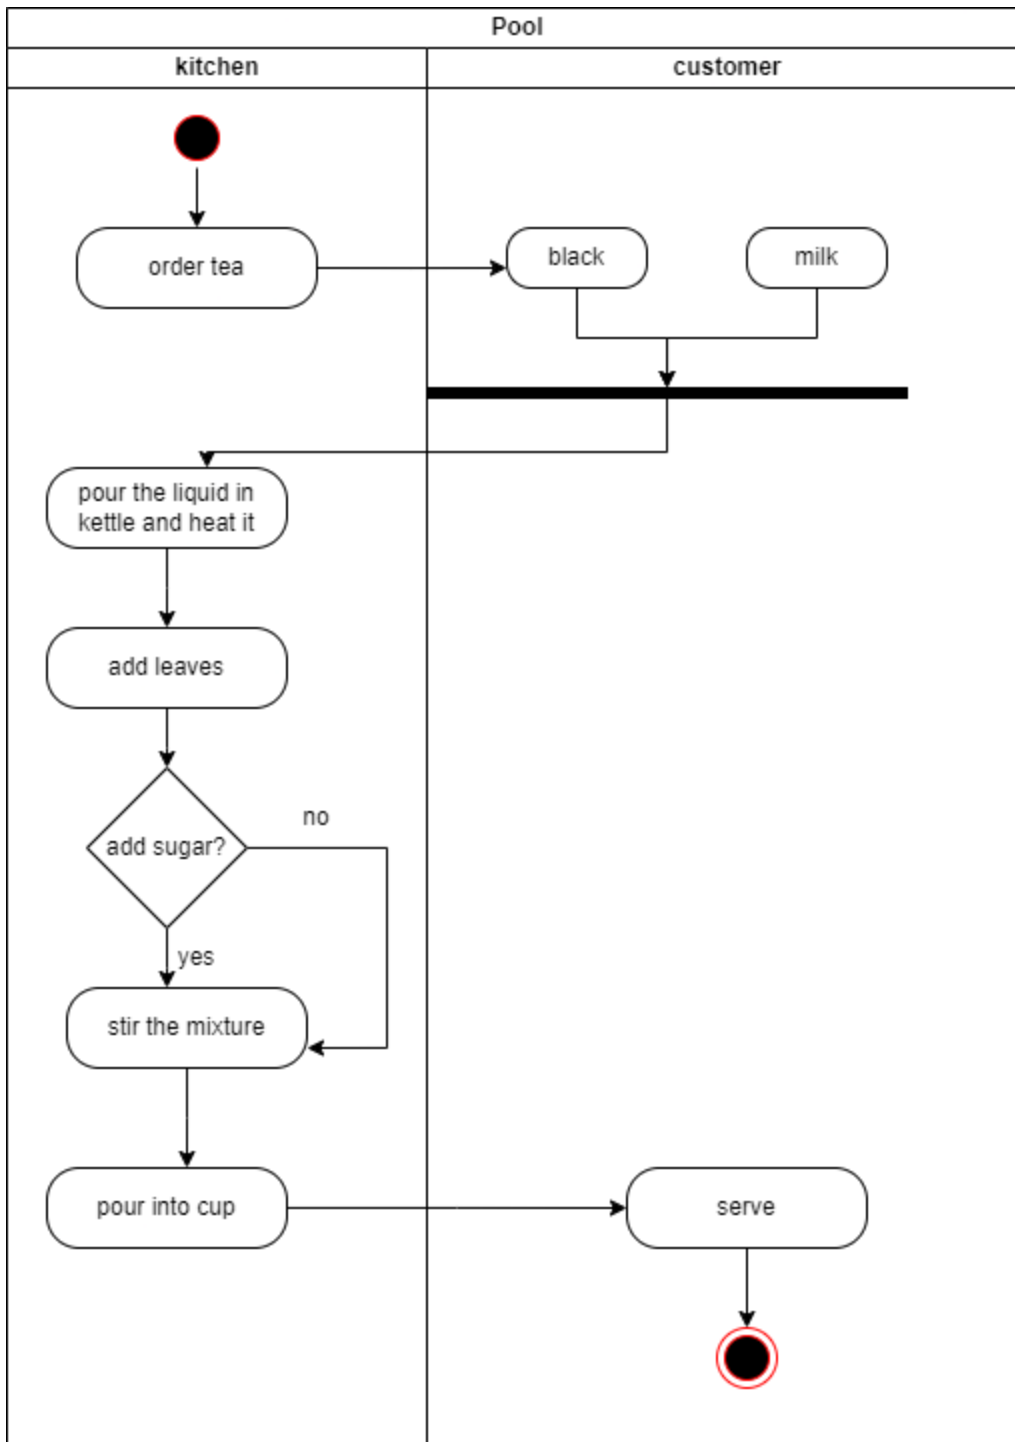 Pool
kitchen
customer
order tea
black
milk
pour the liquid in
kettle and heat it
add leaves
add sugar?
no
yes
stir the mixture
pour into cup
serve